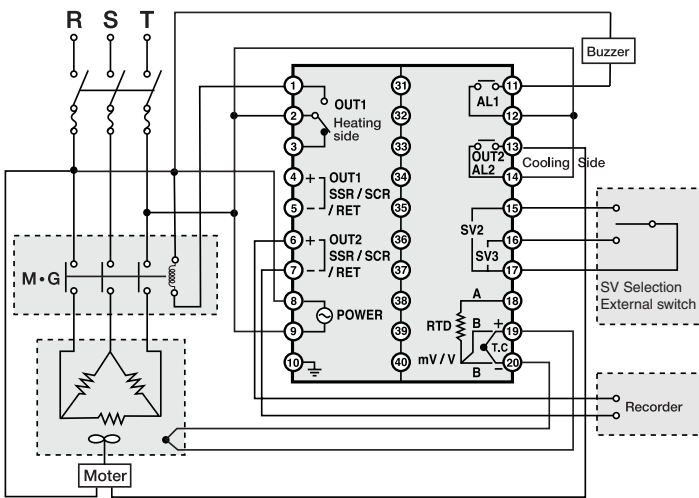 R S T
Buzzer
1
2
3
4
5
6
7
8
9
10
OUT1
Heating
side
+ OUT1
SSR / SCR
− / RET
+ OUT2
SSR / SCR
− / RET
POWER
31
32
33
34
35
36
37
38
39
40
AL1
OUT2
AL2
SV2
SV3
A
RTD
B
+
T.C
mV / V
B
−
11
12
13
14
15
16
17
18
19
20
Cooling Side
SV Selection
External switch
Recorder
M•G
Moter